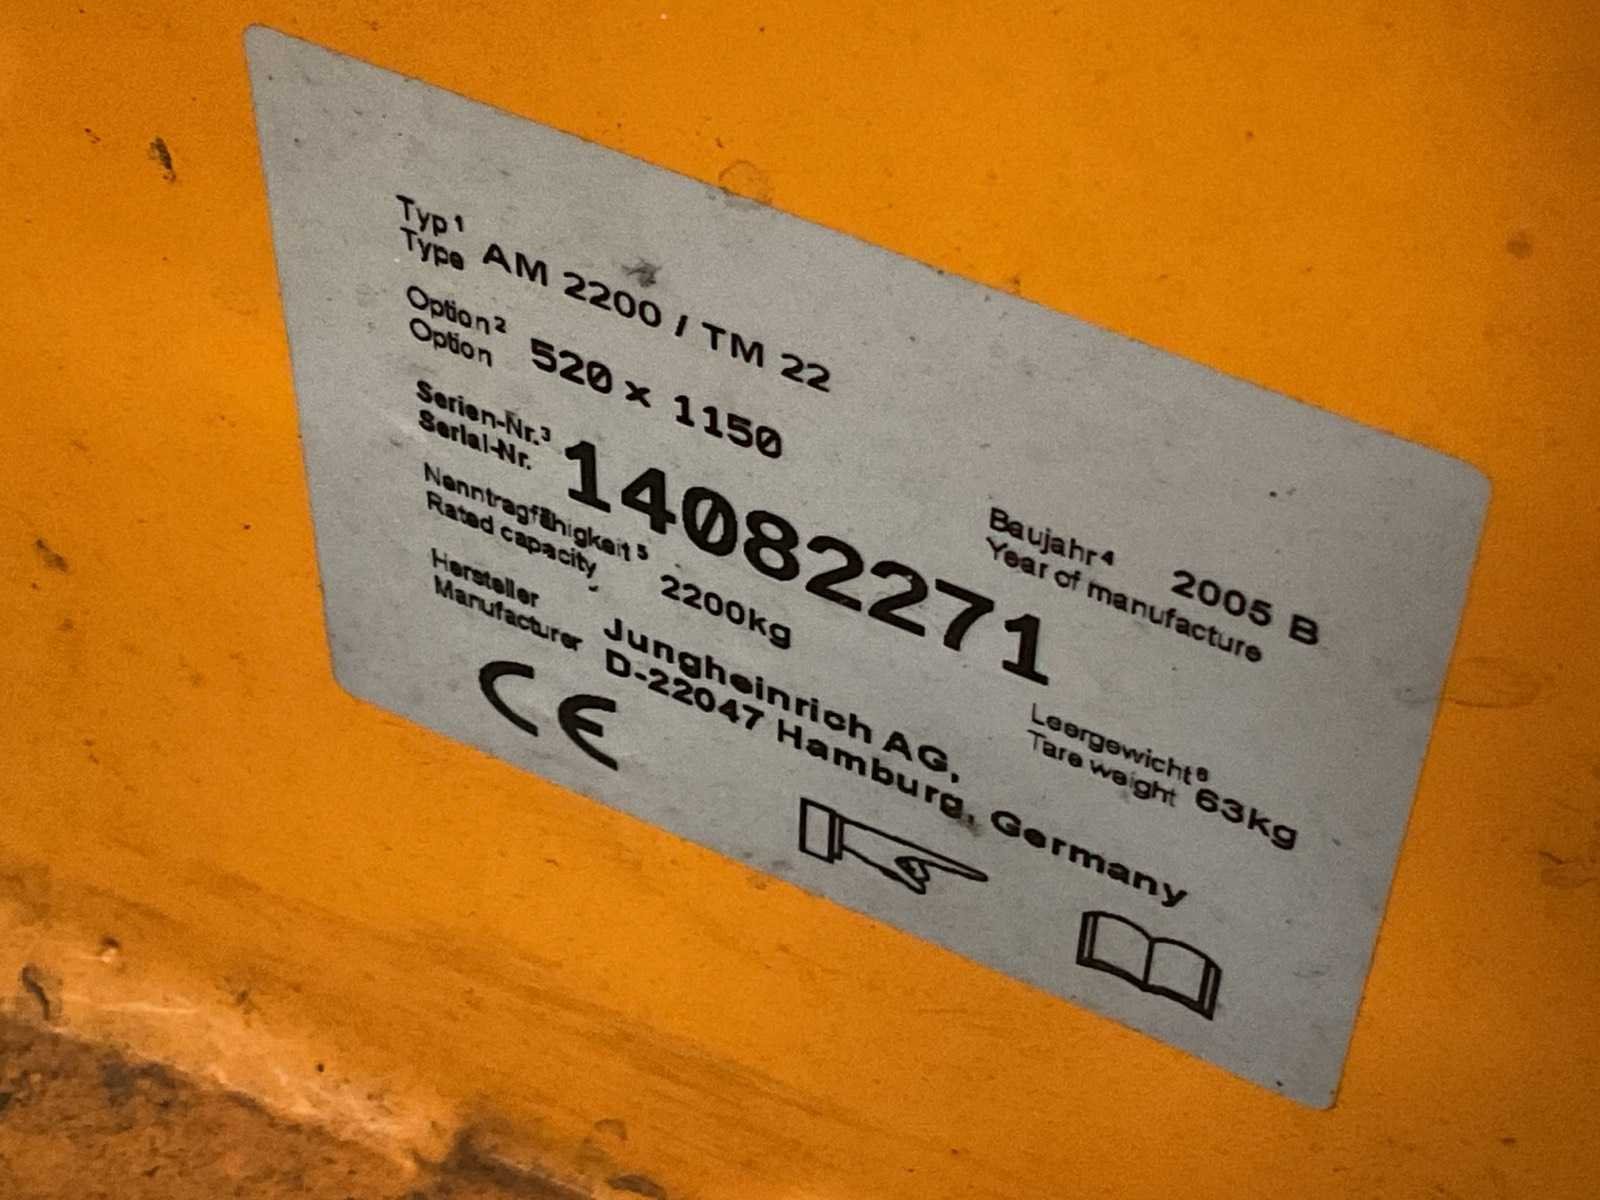 Typ¹
Type AM 2200 / TM 22
Option²
Option 520 x 1150
Serien-Nr.³
Serial-Nr. 14082271
Baujahr⁴ 2005 B
Year of manufacture
Nenntragfähigkeit⁵
Rated capacity 2200kg
Leergewicht⁶
Tare weight 63kg
Hersteller Jungheinrich AG,
Manufacturer D-22047 Hamburg, Germany
CE